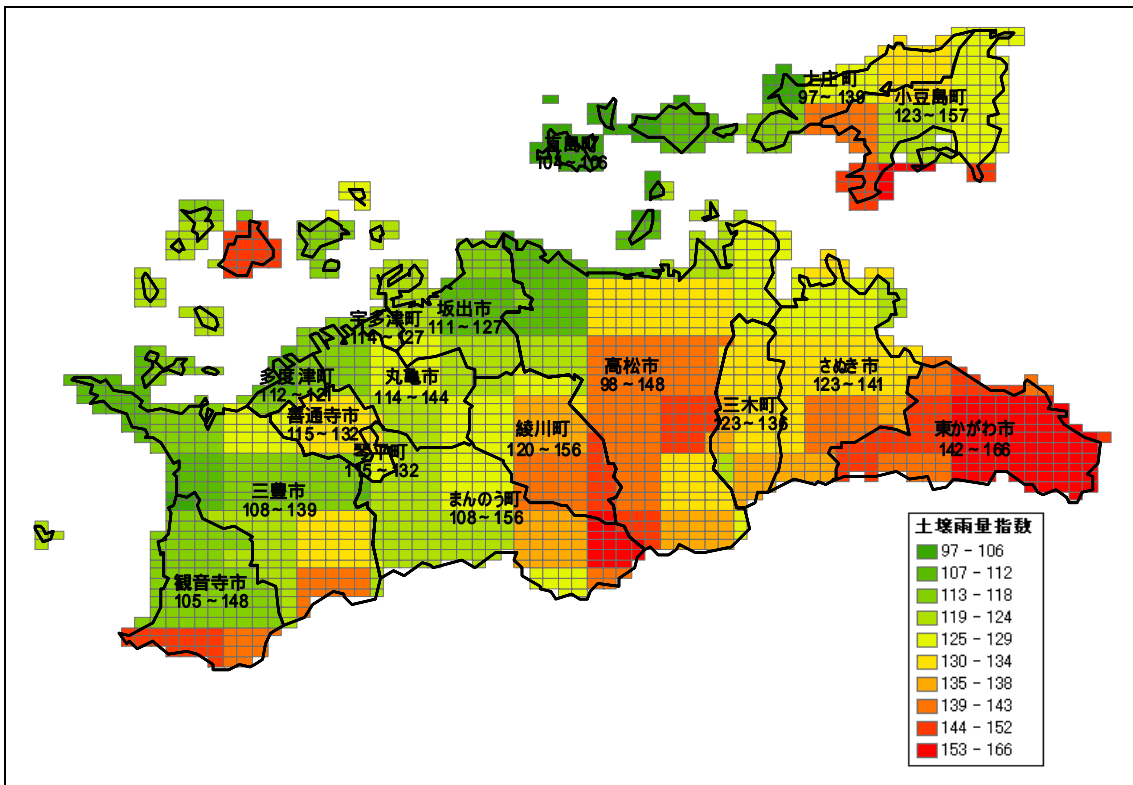 土庄町
97～139
小豆島町
123～157
直島町
104～106
坂出市
111～127
宇多津町
114～127
多度津町
112～121
丸亀市
114～144
善通寺市
115～132
琴平町
115～132
高松市
98～148
さぬき市
123～141
三木町
123～136
綾川町
120～156
東かがわ市
142～166
三豊市
108～139
まんのう町
108～156
観音寺市
105～148
土壌雨量指数
97 - 106
107 - 112
113 - 118
119 - 124
125 - 129
130 - 134
135 - 138
139 - 143
144 - 152
153 - 166